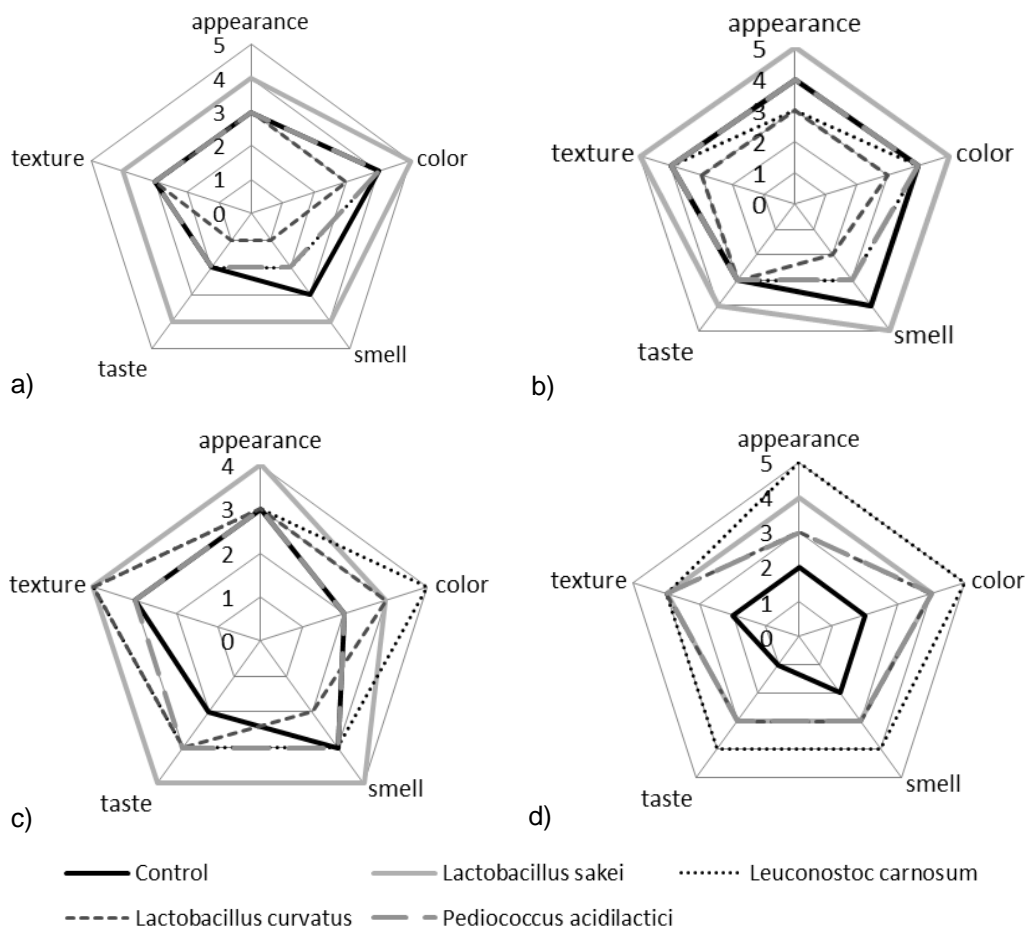 appearance
5
4
3
2
1
0
color
smell
taste
texture
a)
appearance
5
4
3
2
1
0
color
smell
taste
texture
b)
appearance
4
3
2
1
0
color
smell
taste
texture
c)
appearance
5
4
3
2
1
0
color
smell
taste
texture
d)
Control
Lactobacillus sakei
Leuconostoc carnosum
Lactobacillus curvatus
Pediococcus acidilactici